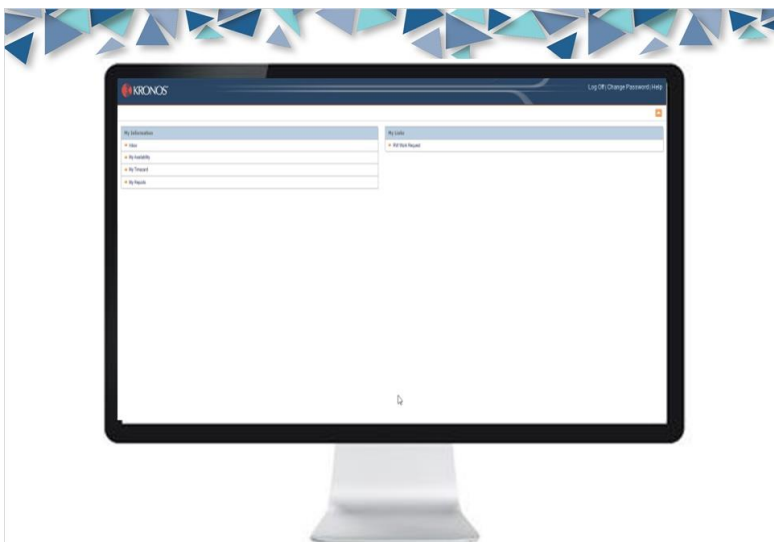 KRONOS
Log Off | Change Password | Help
My Information
Inbox
My Availability
My Timecard
My Reports
My Links
Work Request